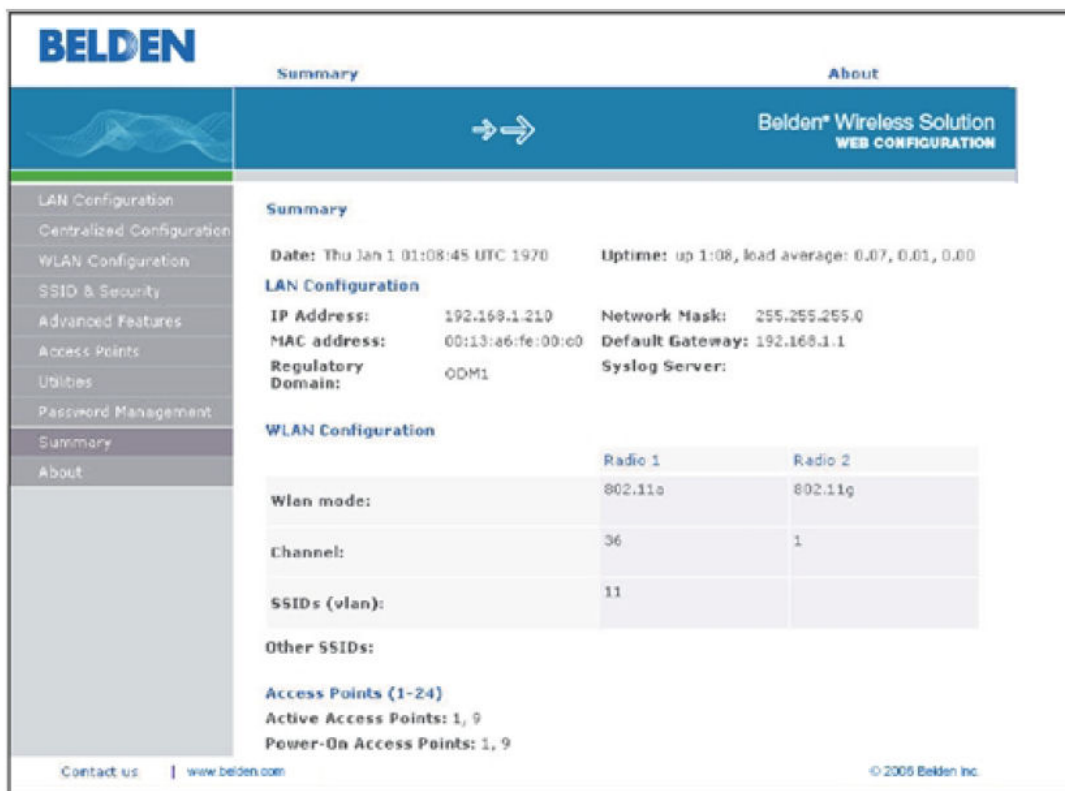 BELDEN
Summary About
Belden® Wireless Solution
WEB CONFIGURATION
LAN Configuration
Centralized Configuration
WLAN Configuration
SSID & Security
Advanced Features
Access Points
Utilities
Password Management
Summary
About
Summary
Date: Thu Jan 1 01:08:45 UTC 1970 Uptime: up 1:08, load average: 0.07, 0.01, 0.00
LAN Configuration
IP Address: 192.168.1.210 Network Mask: 255.255.255.0
MAC address: 00:13:a6:fe:00:c0 Default Gateway: 192.168.1.1
Regulatory Domain: ODM1 Syslog Server:
WLAN Configuration
Radio 1 Radio 2
Wlan mode: 802.11a 802.11g
Channel: 36 1
SSIDs (vlan): 11
Other SSIDs:
Access Points (1-24)
Active Access Points: 1, 9
Power-On Access Points: 1, 9
Contact us | www.belden.com © 2006 Belden Inc.